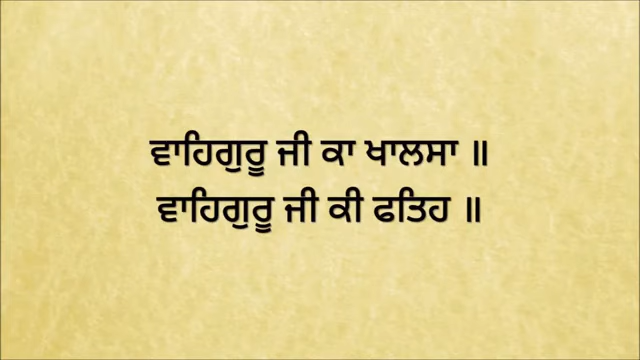 ਵਾਹਿਗੁਰੂ ਜੀ ਕਾ ਖਾਲਸਾ ॥
ਵਾਹਿਗੁਰੂ ਜੀ ਕੀ ਫਤਿਹ ॥